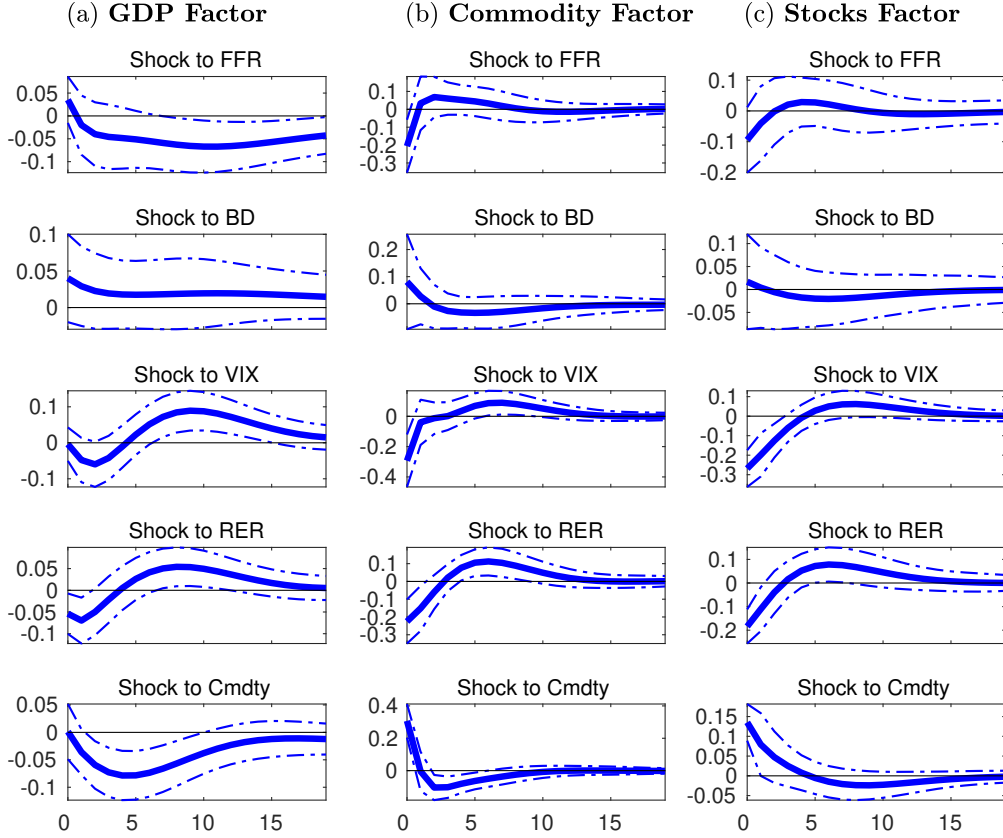 (a) GDP Factor (b) Commodity Factor (c) Stocks Factor
Shock to FFR Shock to FFR Shock to FFR
0.05 0.1 0.1
0 0 0
-0.05 -0.1 -0.1
-0.1 -0.2 -0.2
-0.3
Shock to BD Shock to BD Shock to BD
0.1 0.2 0.1
0.05 0.1 0.05
0 0 0
-0.05
Shock to VIX Shock to VIX Shock to VIX
0.1 0 0.1
0 -0.2 0
-0.1 -0.4 -0.1
-0.2
-0.3
Shock to RER Shock to RER Shock to RER
0.05 0.1 0.1
0 0 0
-0.05 -0.1 -0.1
-0.1 -0.2 -0.2
-0.3
Shock to Cmdty Shock to Cmdty Shock to Cmdty
0.05 0.4 0.15
0 0.2 0.1
-0.05 0 0.05
-0.1 0
-0.05
0 5 10 15 0 5 10 15 0 5 10 15